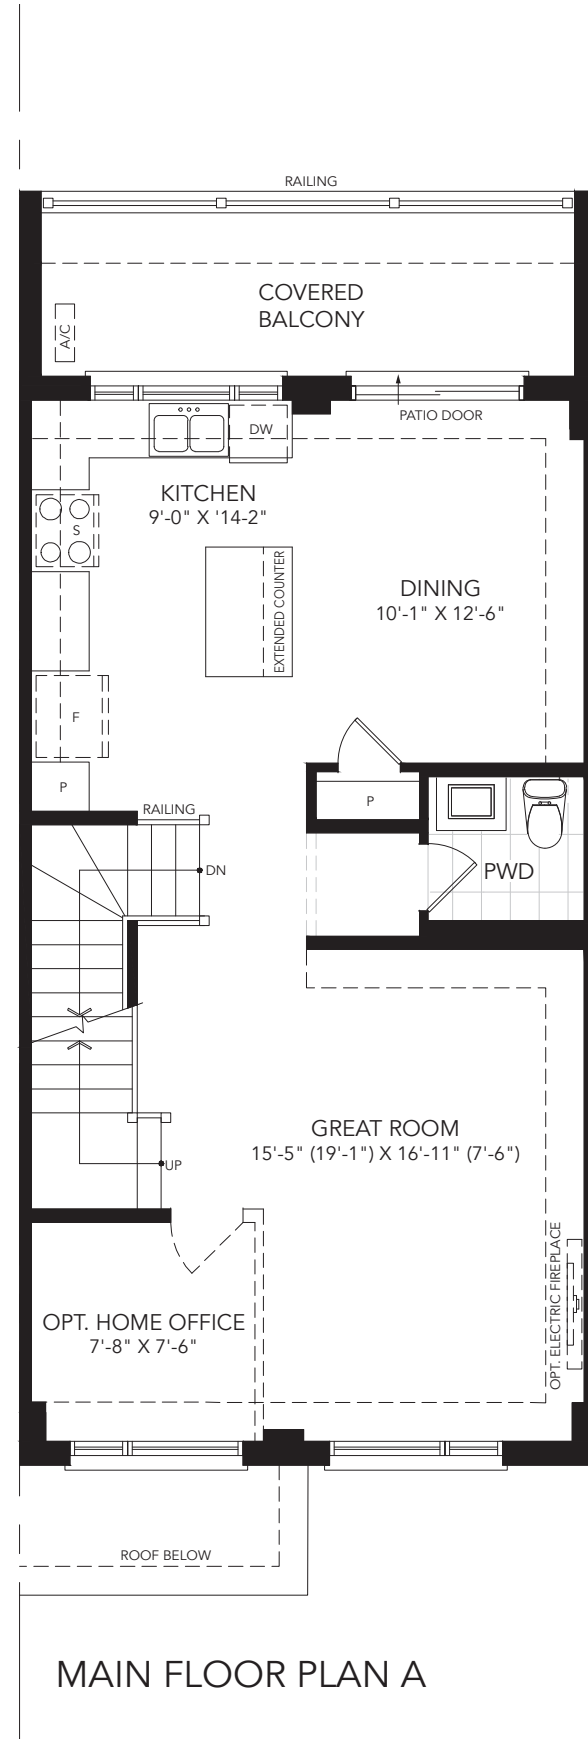 RAILING
COVERED
BALCONY
A/C
PATIO DOOR
DW
KITCHEN
9'-0" X '14-2"
S
EXTENDED COUNTER
DINING
10'-1" X 12'-6"
F
P
P
RAILING
DN
PWD
GREAT ROOM
15'-5" (19'-1") X 16'-11" (7'-6")
UP
OPT. ELECTRIC FIREPLACE
OPT. HOME OFFICE
7'-8" X 7'-6"
ROOF BELOW
MAIN FLOOR PLAN A